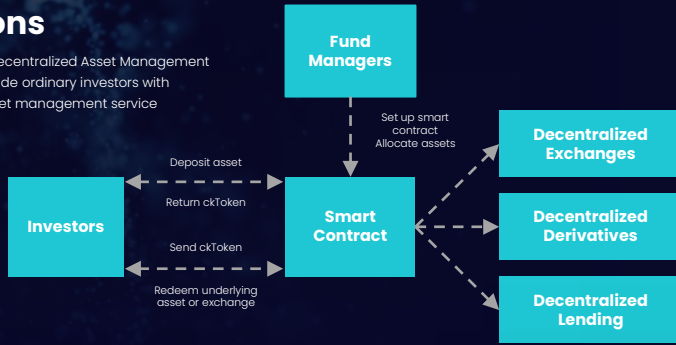 ons
ecentralized Asset Management
de ordinary investors with
et management service
Fund
Managers
Set up smart
contract
Allocate assets
Decentralized
Exchanges
Deposit asset
Return ckToken
Investors
Smart
Contract
Decentralized
Derivatives
Send ckToken
Redeem underlying
asset or exchange
Decentralized
Lending